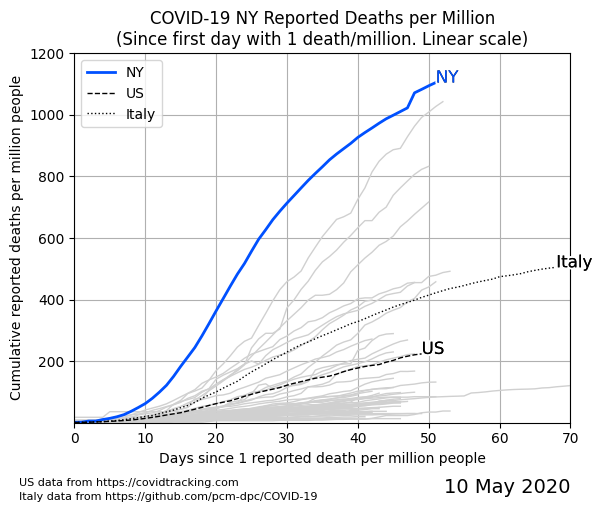 COVID-19 NY Reported Deaths per Million
(Since first day with 1 death/million. Linear scale)
Cumulative reported deaths per million people
1200
1000
800
600
400
200
NY
US
Italy
NY
Italy
US
0
10
20
30
40
50
60
70
Days since 1 reported death per million people
US data from https://covidtracking.com
Italy data from https://github.com/pcm-dpc/COVID-19
10 May 2020